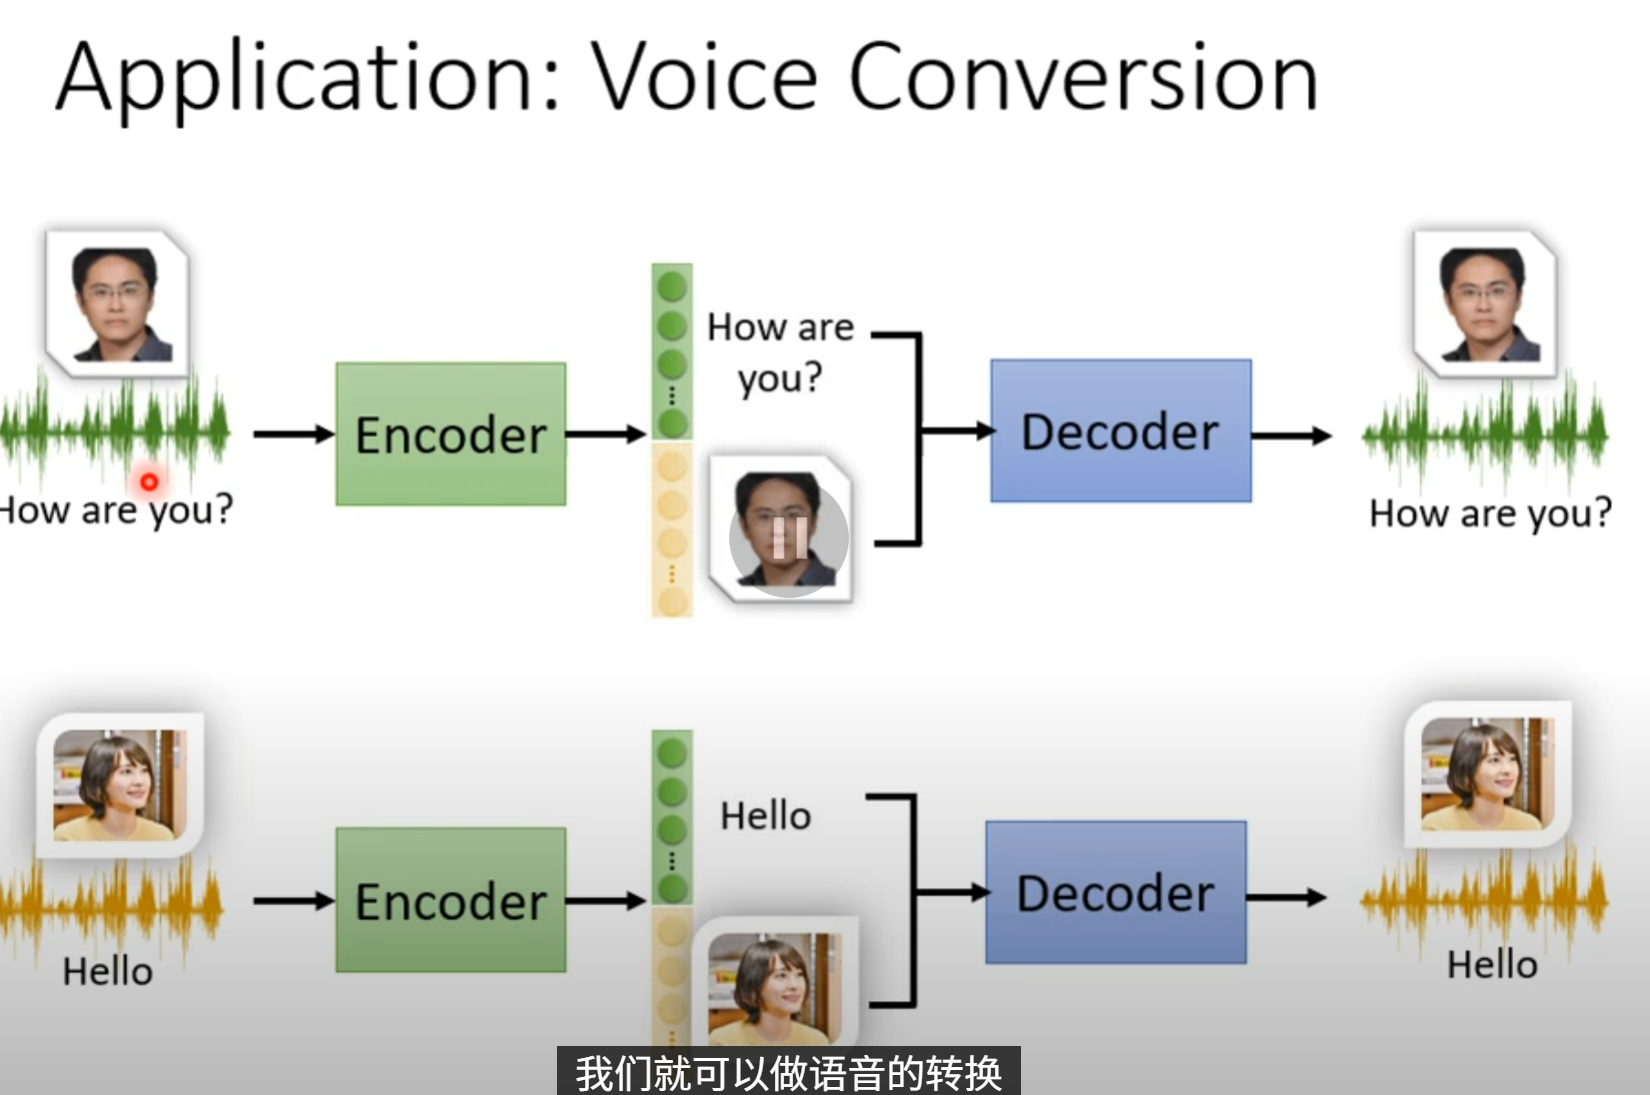 Application: Voice Conversion
How are you?
Encoder
How are
you?
Decoder
How are you?
Hello
Encoder
Hello
Decoder
Hello
我们就可以做语音的转换